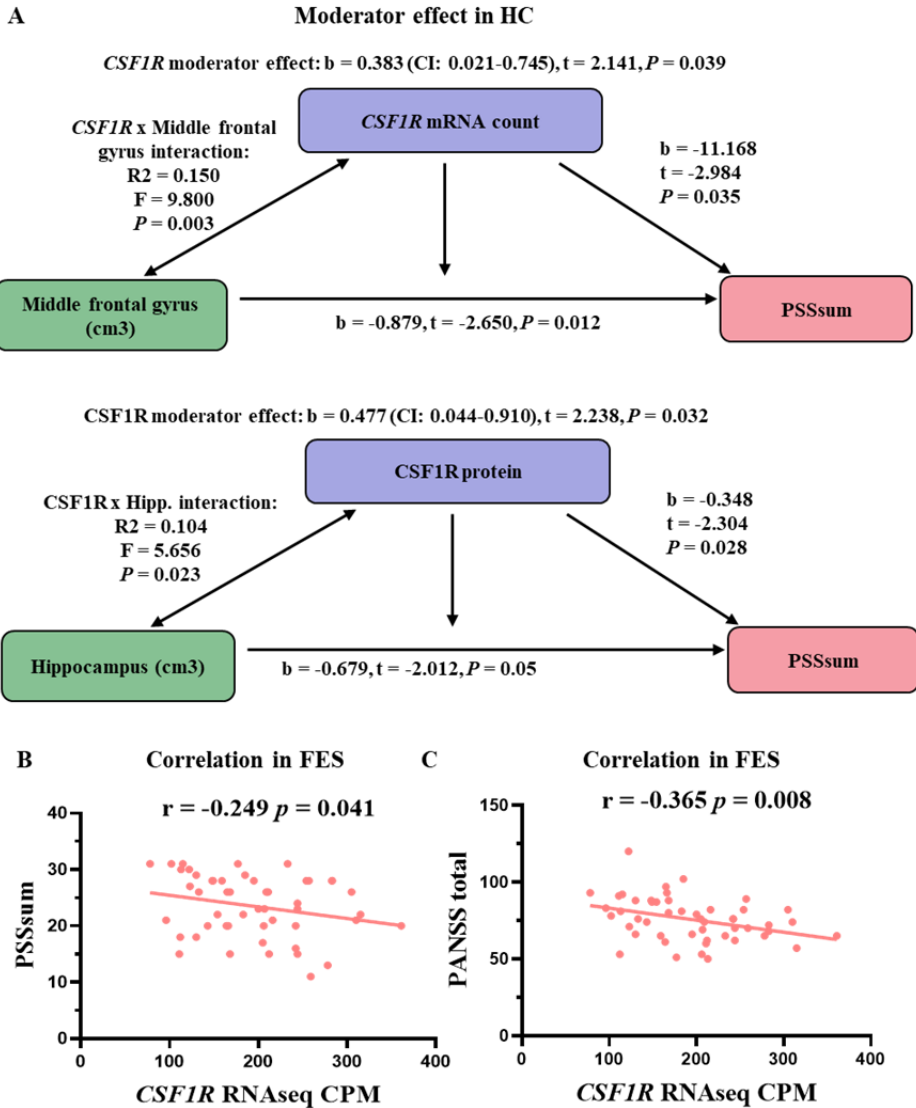 A
Moderator effect in HC
CSF1R moderator effect: b = 0.383 (CI: 0.021-0.745), t = 2.141, P = 0.039
CSF1R mRNA count
CSF1R x Middle frontal
gyrus interaction:
R2 = 0.150
F = 9.800
P = 0.003
b = -11.168
t = -2.984
P = 0.035
Middle frontal gyrus
(cm3)
b = -0.879, t = -2.650, P = 0.012
PSSsum
CSF1R moderator effect: b = 0.477 (CI: 0.044-0.910), t = 2.238, P = 0.032
CSF1R protein
CSF1R x Hipp. interaction:
R2 = 0.104
F = 5.656
P = 0.023
b = -0.348
t = -2.304
P = 0.028
Hippocampus (cm3)
b = -0.679, t = -2.012, P = 0.05
PSSsum
B
Correlation in FES
r = -0.249 p = 0.041
PSSsum
40
30
20
10
0
0 100 200 300 400
CSF1R RNAseq CPM
C
Correlation in FES
r = -0.365 p = 0.008
PANSS total
150
100
50
0
0 100 200 300 400
CSF1R RNAseq CPM